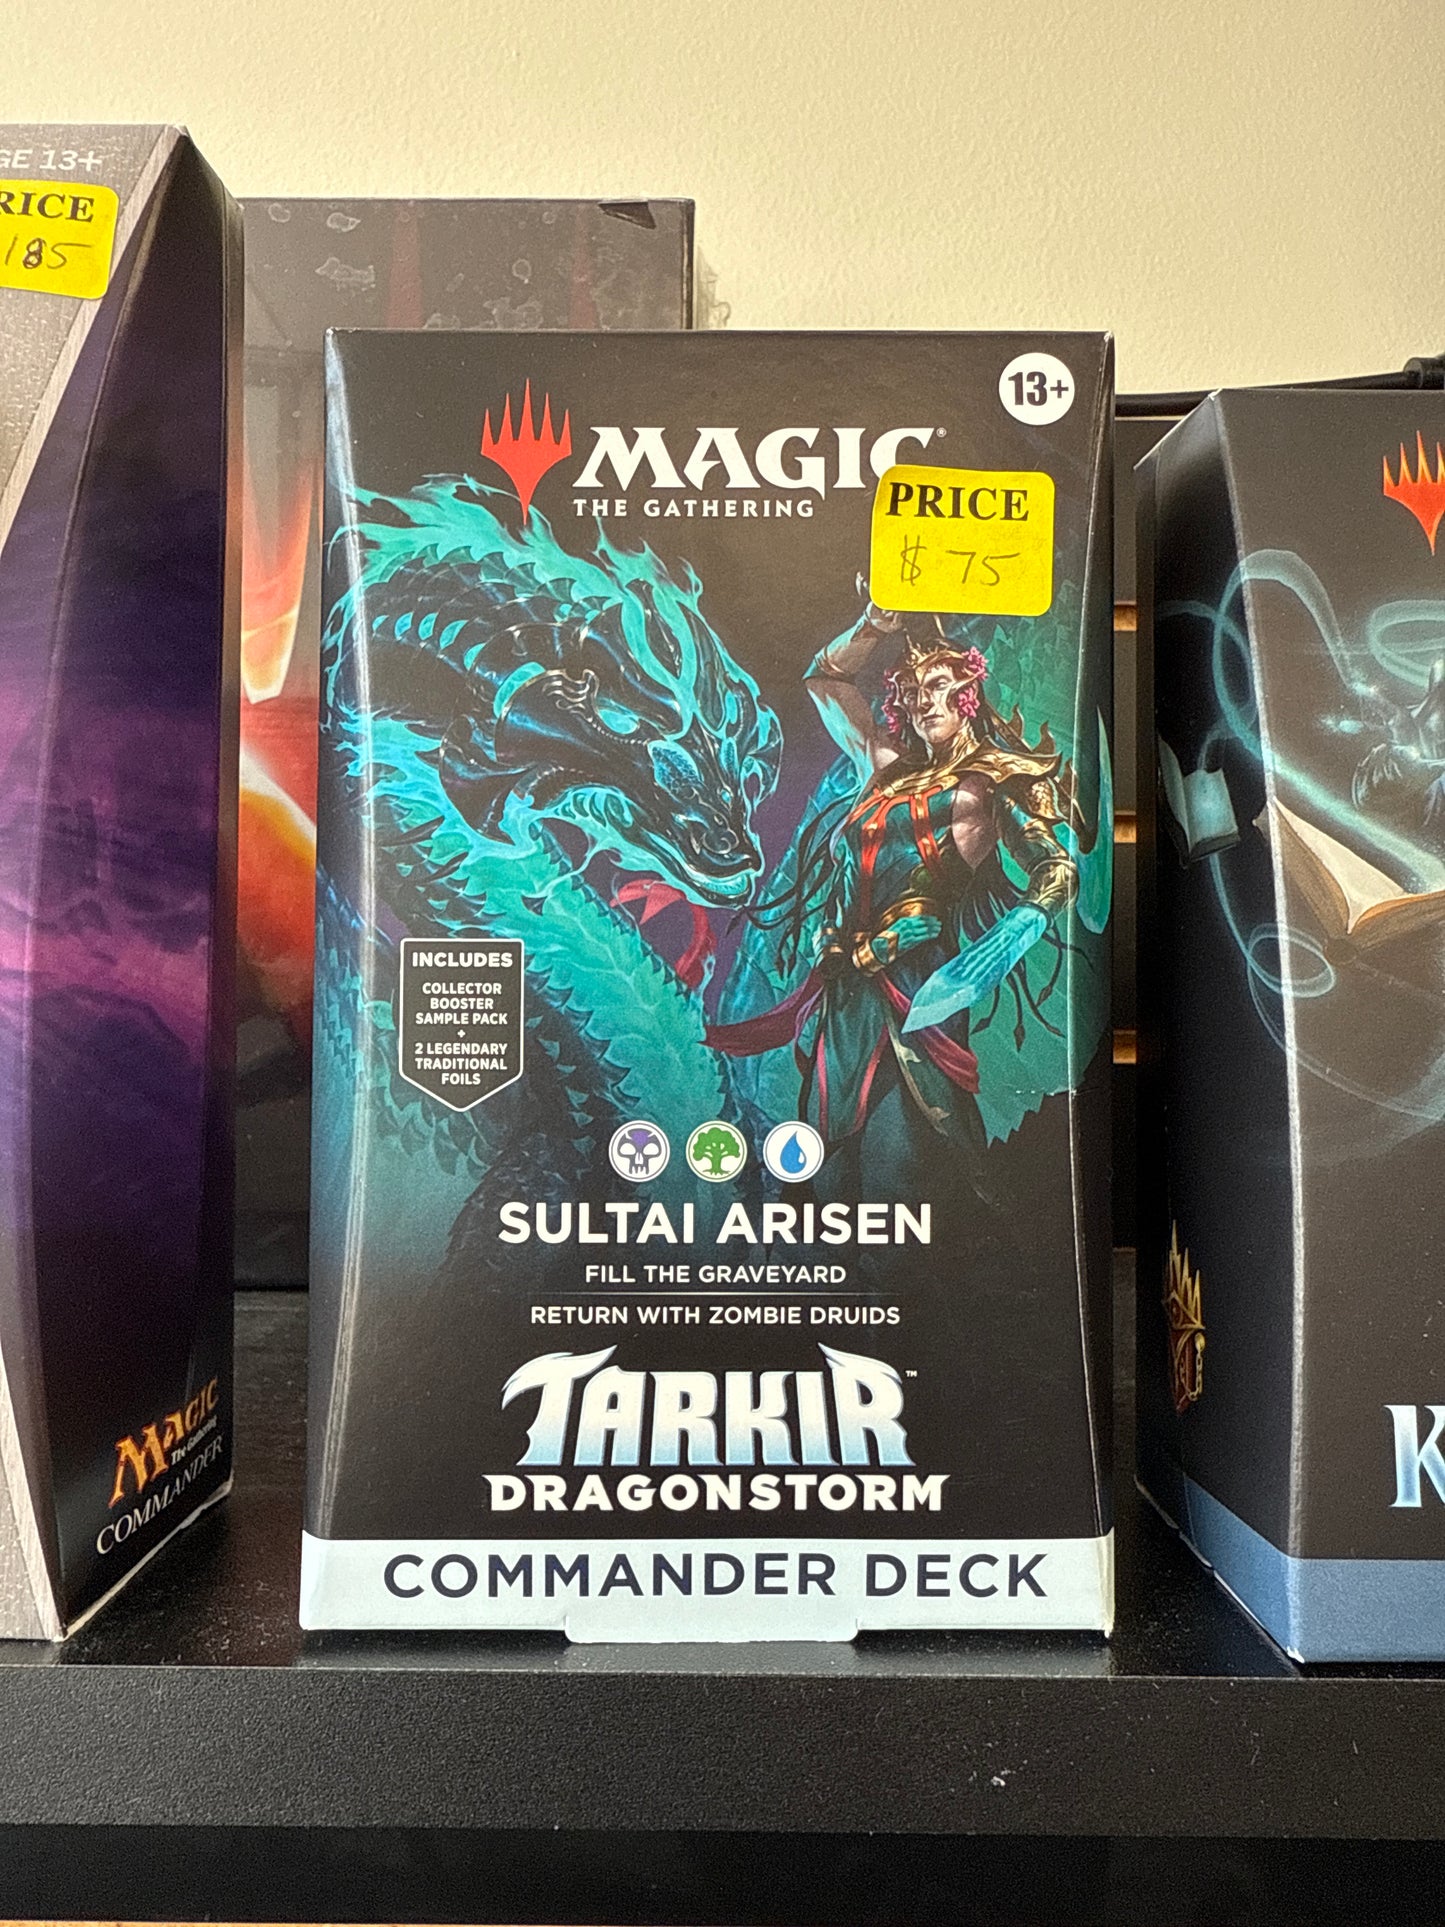 GE 13+
RICE
185
13+
MAGIC
THE GATHERING
PRICE
$ 75
INCLUDES
COLLECTOR
BOOSTER
SAMPLE PACK
+
2 LEGENDARY
TRADITIONAL
FOILS
SULTAI ARISEN
FILL THE GRAVEYARD
RETURN WITH ZOMBIE DRUIDS
TARKIR™
DRAGONSTORM
COMMANDER DECK
MAGIC
The Gathering
COMMANDER
K